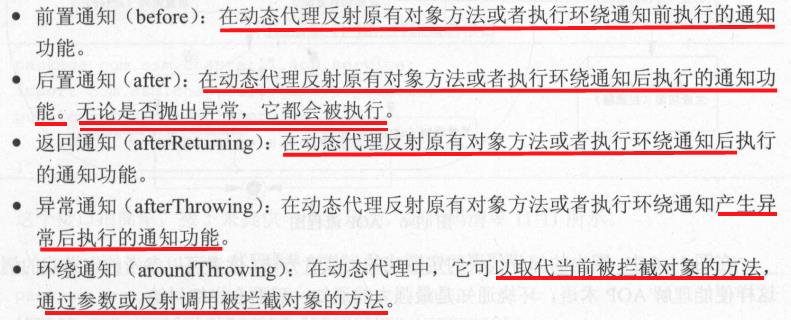 • 前置通知（before）：在动态代理反射原有对象方法或者执行环绕通知前执行的通知
功能。
• 后置通知（after）：在动态代理反射原有对象方法或者执行环绕通知后执行的通知功
能。无论是否抛出异常，它都会被执行。
• 返回通知（afterReturning）：在动态代理反射原有对象方法或者执行环绕通知后执行
的通知功能。
• 异常通知（afterThrowing）：在动态代理反射原有对象方法或者执行环绕通知产生异
常后执行的通知功能。
• 环绕通知（aroundThrowing）：在动态代理中，它可以取代当前被拦截对象的方法，
通过参数或反射调用被拦截对象的方法。